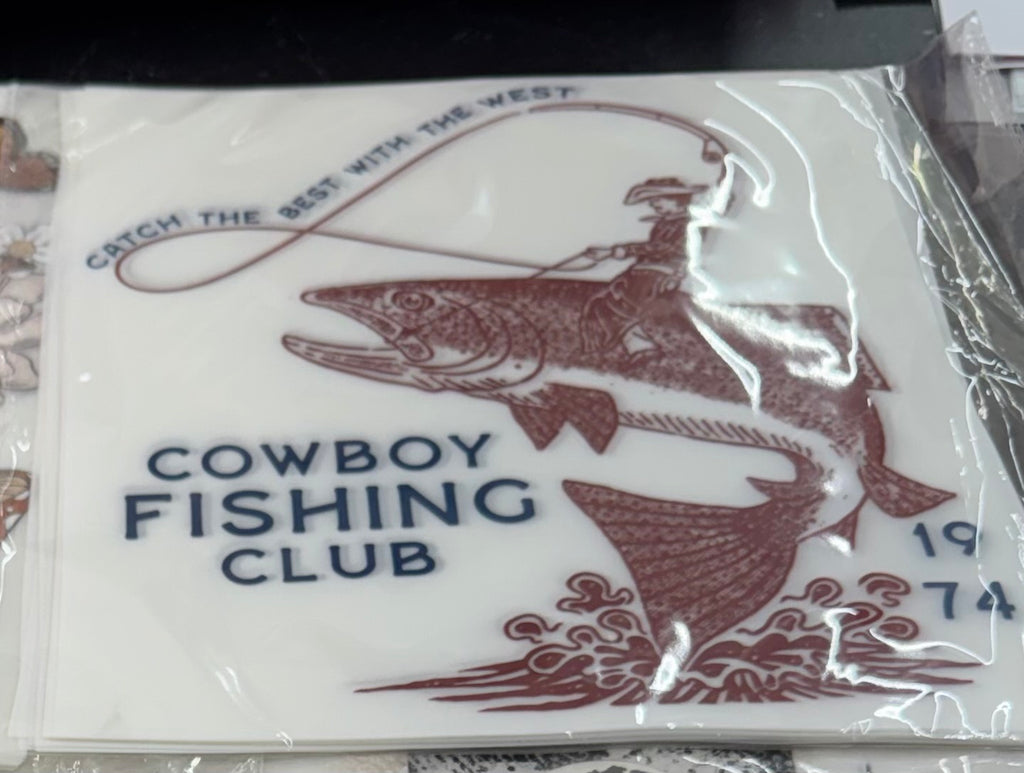 CATCH THE BEST WITH THE WEST
COWBOY
FISHING
CLUB
19
74